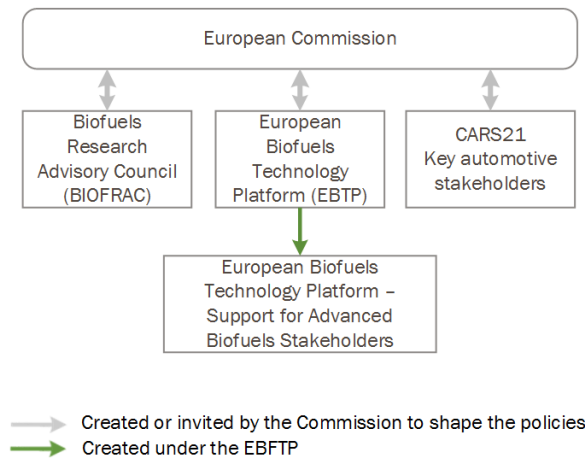 European Commission
Biofuels
Research
Advisory Council
(BIOFRAC)
European
Biofuels
Technology
Platform (EBTP)
CARS21
Key automotive
stakeholders
European Biofuels
Technology Platform –
Support for Advanced
Biofuels Stakeholders
Created or invited by the Commission to shape the policies
Created under the EBFTP